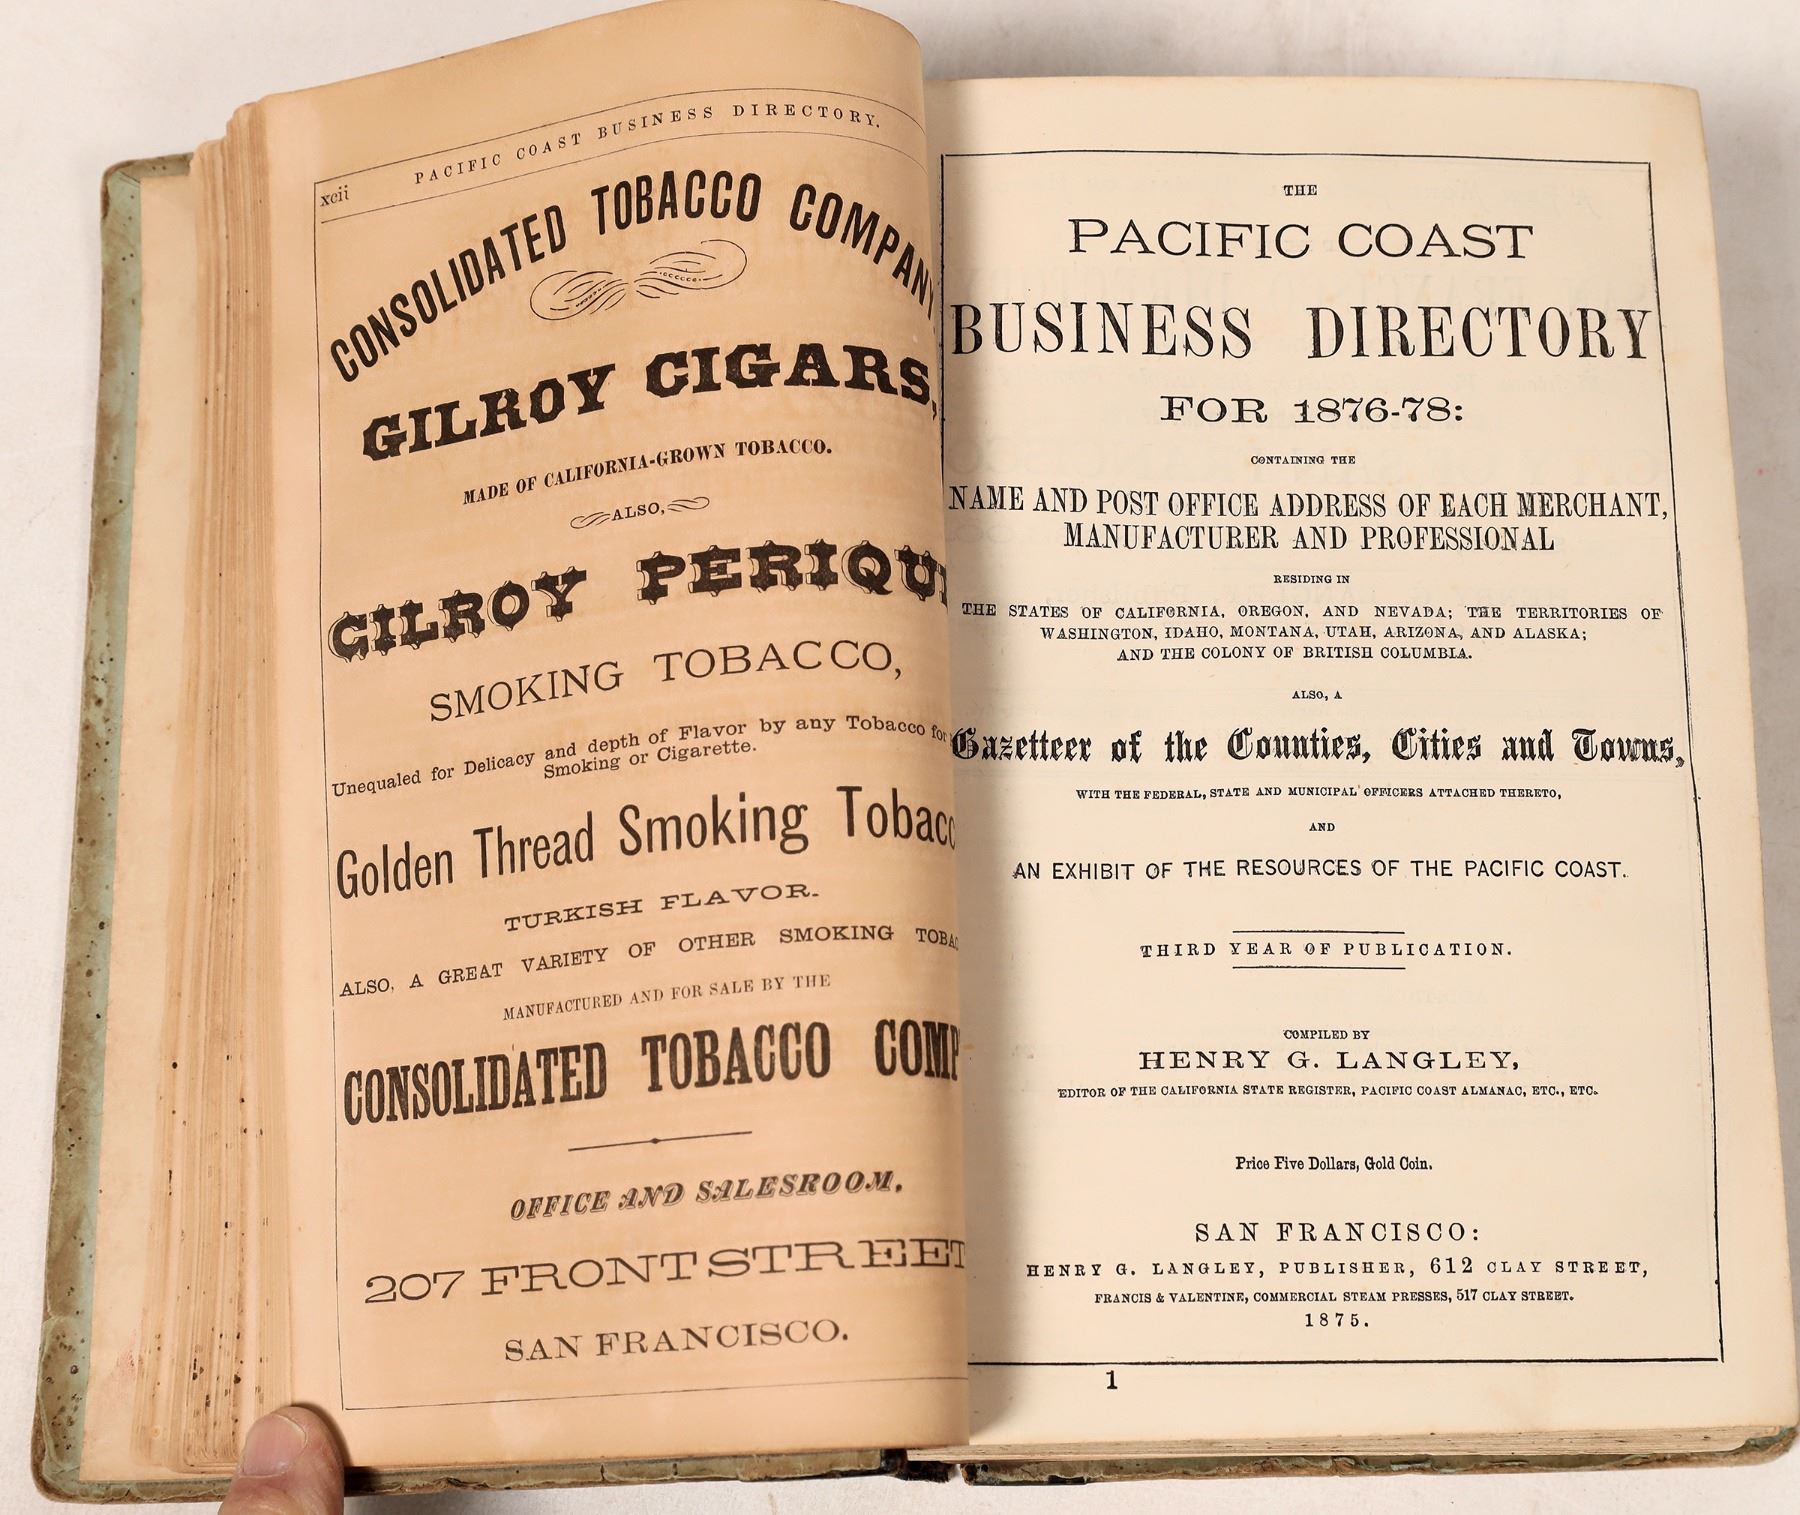 xcii
PACIFIC COAST BUSINESS DIRECTORY.
CONSOLIDATED TOBACCO COMPANY.
GILROY CIGARS,
MADE OF CALIFORNIA-GROWN TOBACCO.
ALSO,
GILROY PERIQU
SMOKING TOBACCO,
Unequaled for Delicacy and depth of Flavor by any Tobacco for
Smoking or Cigarette.
Golden Thread Smoking Tobacc
TURKISH FLAVOR.
ALSO, A GREAT VARIETY OF OTHER SMOKING TOBAC
MANUFACTURED AND FOR SALE BY THE
CONSOLIDATED TOBACCO COMP
OFFICE AND SALESROOM,
207 FRONT STREET
SAN FRANCISCO.
THE
PACIFIC COAST
BUSINESS DIRECTORY
FOR 1876-78:
CONTAINING THE
NAME AND POST OFFICE ADDRESS OF EACH MERCHANT,
MANUFACTURER AND PROFESSIONAL
RESIDING IN
THE STATES OF CALIFORNIA, OREGON, AND NEVADA; THE TERRITORIES OF
WASHINGTON, IDAHO, MONTANA, UTAH, ARIZONA, AND ALASKA;
AND THE COLONY OF BRITISH COLUMBIA.
ALSO, A
Gazetteer of the Counties, Cities and Towns,
WITH THE FEDERAL, STATE AND MUNICIPAL OFFICERS ATTACHED THERETO,
AND
AN EXHIBIT OF THE RESOURCES OF THE PACIFIC COAST.
THIRD YEAR OF PUBLICATION.
COMPILED BY
HENRY G. LANGLEY,
EDITOR OF THE CALIFORNIA STATE REGISTER, PACIFIC COAST ALMANAC, ETC., ETC.
Price Five Dollars, Gold Coin.
SAN FRANCISCO:
HENRY G. LANGLEY, PUBLISHER, 612 CLAY STREET,
FRANCIS & VALENTINE, COMMERCIAL STEAM PRESSES, 517 CLAY STREET.
1875.
1